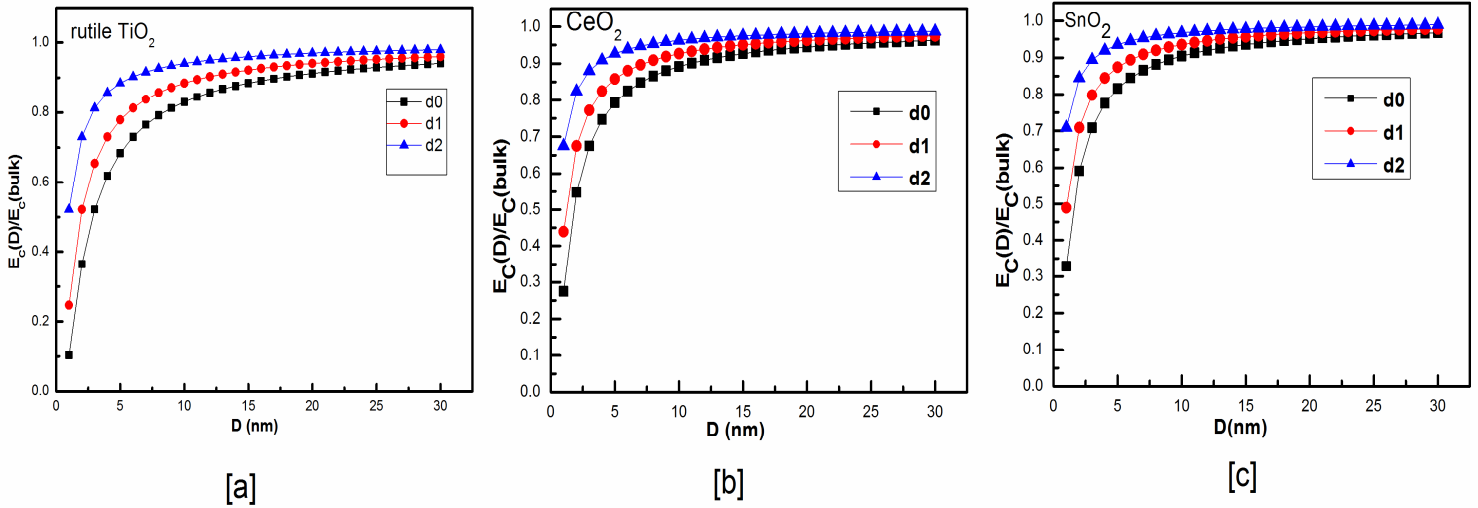 rutile TiO2
1.0
0.8
0.6
0.4
0.2
0.0
0 5 10 15 20 25 30
D (nm)
Ec(D)/Ec(bulk)
d0
d1
d2
[a]
CeO2
1.0
0.9
0.8
0.7
0.6
0.5
0.4
0.3
0.2
0.1
0.0
0 5 10 15 20 25 30
D (nm)
EC(D)/EC(bulk)
d0
d1
d2
[b]
SnO2
1.0
0.9
0.8
0.7
0.6
0.5
0.4
0.3
0.2
0.1
0.0
0 5 10 15 20 25 30
D(nm)
EC(D)/EC(bulk)
d0
d1
d2
[c]